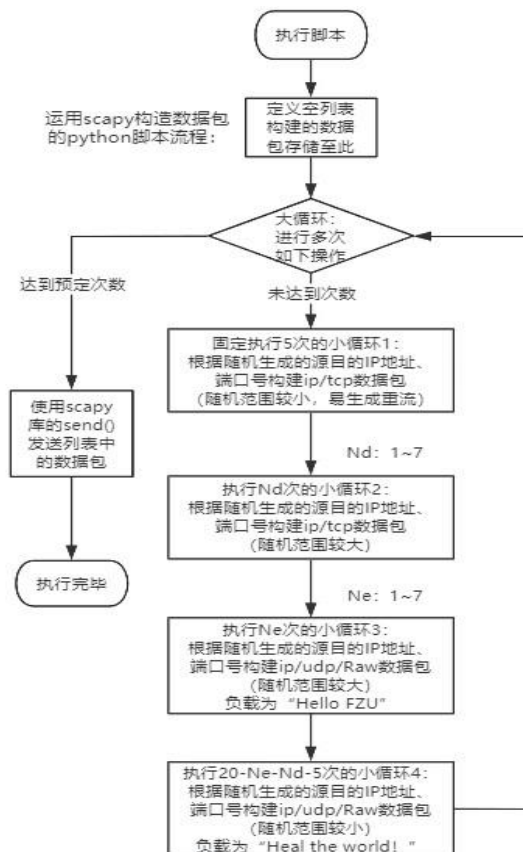 执行脚本
运用scapy构造数据包
的python脚本流程：
定义空列表
构建的数据
包存储至此
大循环：
进行多次
如下操作
达到预定次数
未达到次数
固定执行5次的小循环1：
根据随机生成的源目的IP地址、
端口号构建ip/tcp数据包
(随机范围较小，易生成重流)
使用scapy
库的send()
发送列表中
的数据包
Nd：1~7
执行Nd次的小循环2：
根据随机生成的源目的IP地址、
端口号构建ip/tcp数据包
(随机范围较大)
执行完毕
Ne：1~7
执行Ne次的小循环3：
根据随机生成的源目的IP地址、
端口号构建ip/udp/Raw数据包
(随机范围较大)
负载为“Hello FZU”
执行20-Ne-Nd-5次的小循环4：
根据随机生成的源目的IP地址、
端口号构建ip/udp/Raw数据包
(随机范围较小)
负载为“Heal the world！”